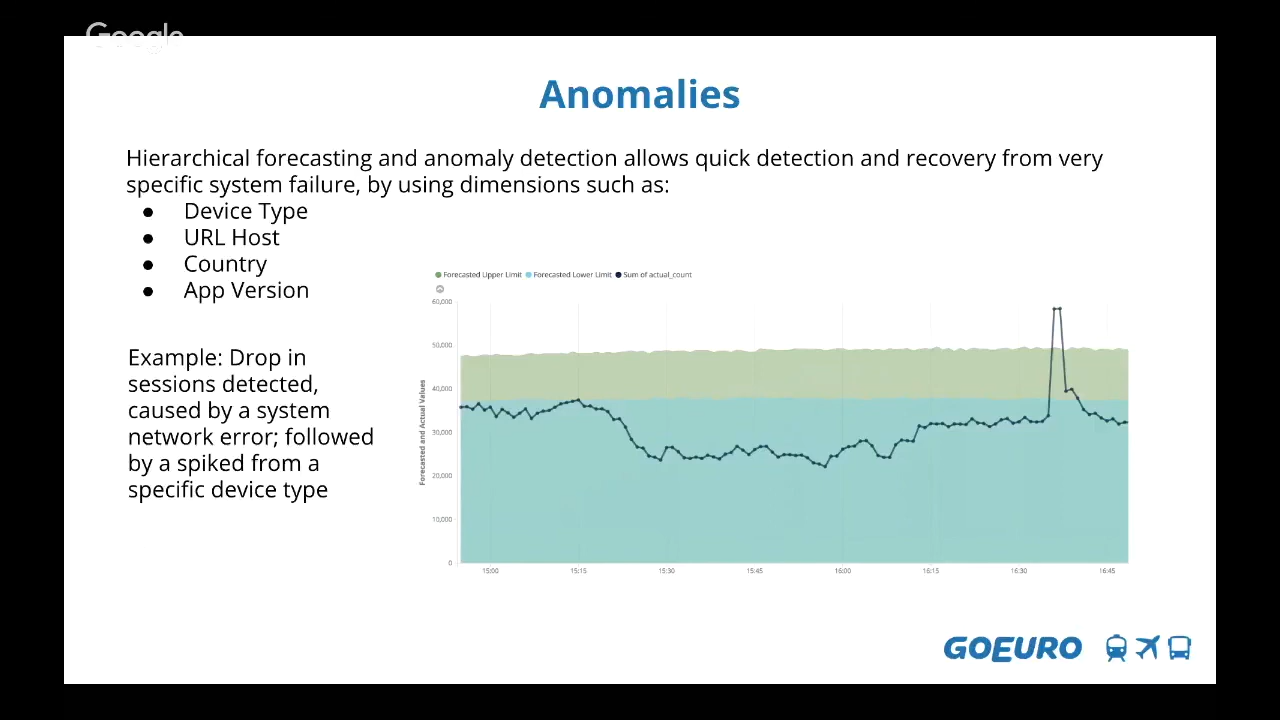 Google
Anomalies
Hierarchical forecasting and anomaly detection allows quick detection and recovery from very
specific system failure, by using dimensions such as:
● Device Type
● URL Host
● Country
● App Version
Example: Drop in
sessions detected,
caused by a system
network error; followed
by a spiked from a
specific device type
Forecasted Upper Limit Forecasted Lower Limit Sum of actual_count
Forecasted and Actual Values
60,000
50,000
40,000
30,000
20,000
10,000
0
15:00 15:15 15:30 15:45 16:00 16:15 16:30 16:45
GOEURO